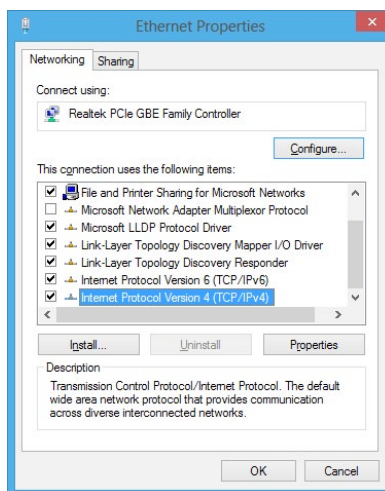 Ethernet Properties
Networking
Sharing
Connect using:
Realtek PCIe GBE Family Controller
Configure...
This connection uses the following items:
File and Printer Sharing for Microsoft Networks
Microsoft Network Adapter Multiplexor Protocol
Microsoft LLDP Protocol Driver
Link-Layer Topology Discovery Mapper I/O Driver
Link-Layer Topology Discovery Responder
Internet Protocol Version 6 (TCP/IPv6)
Internet Protocol Version 4 (TCP/IPv4)
Install...
Uninstall
Properties
Description
Transmission Control Protocol/Internet Protocol. The default
wide area network protocol that provides communication
across diverse interconnected networks.
OK
Cancel